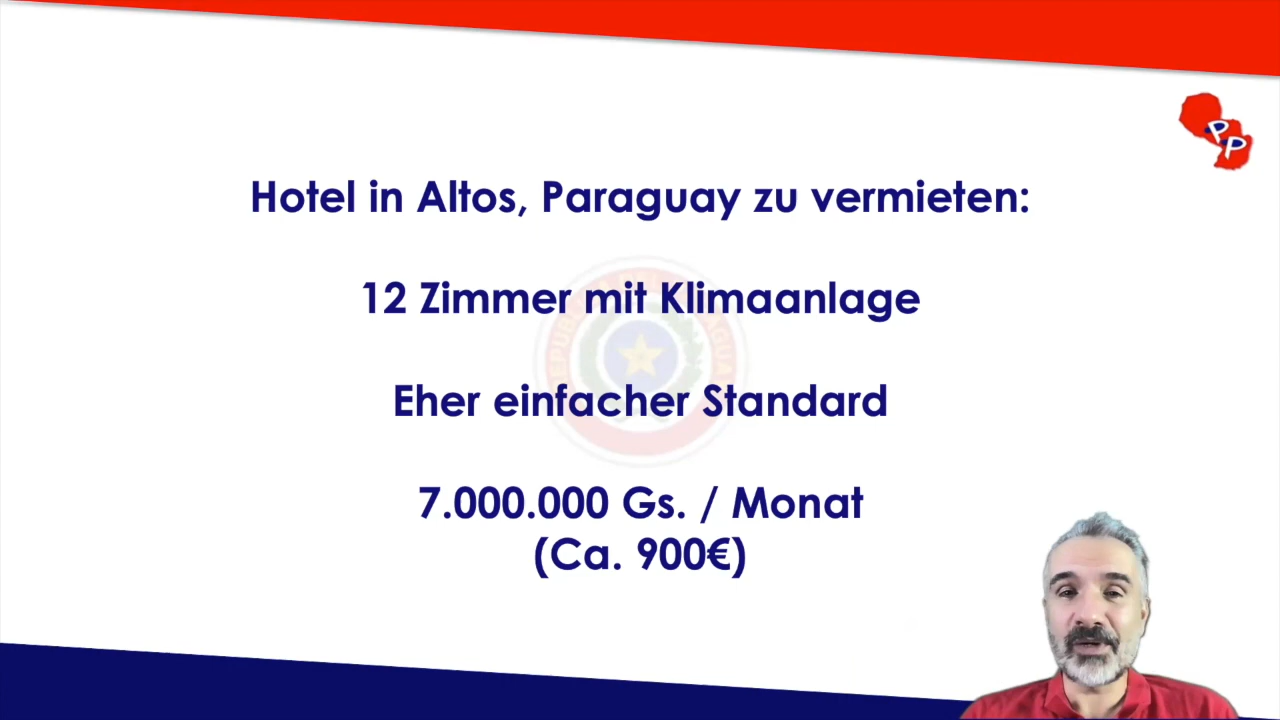 PP
Hotel in Altos, Paraguay zu vermieten:
12 Zimmer mit Klimaanlage
Eher einfacher Standard
7.000.000 Gs. / Monat
(Ca. 900€)